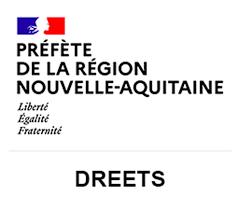 PRÉFÈTE
DE LA RÉGION
NOUVELLE-AQUITAINE
Liberté
Égalité
Fraternité
DREETS